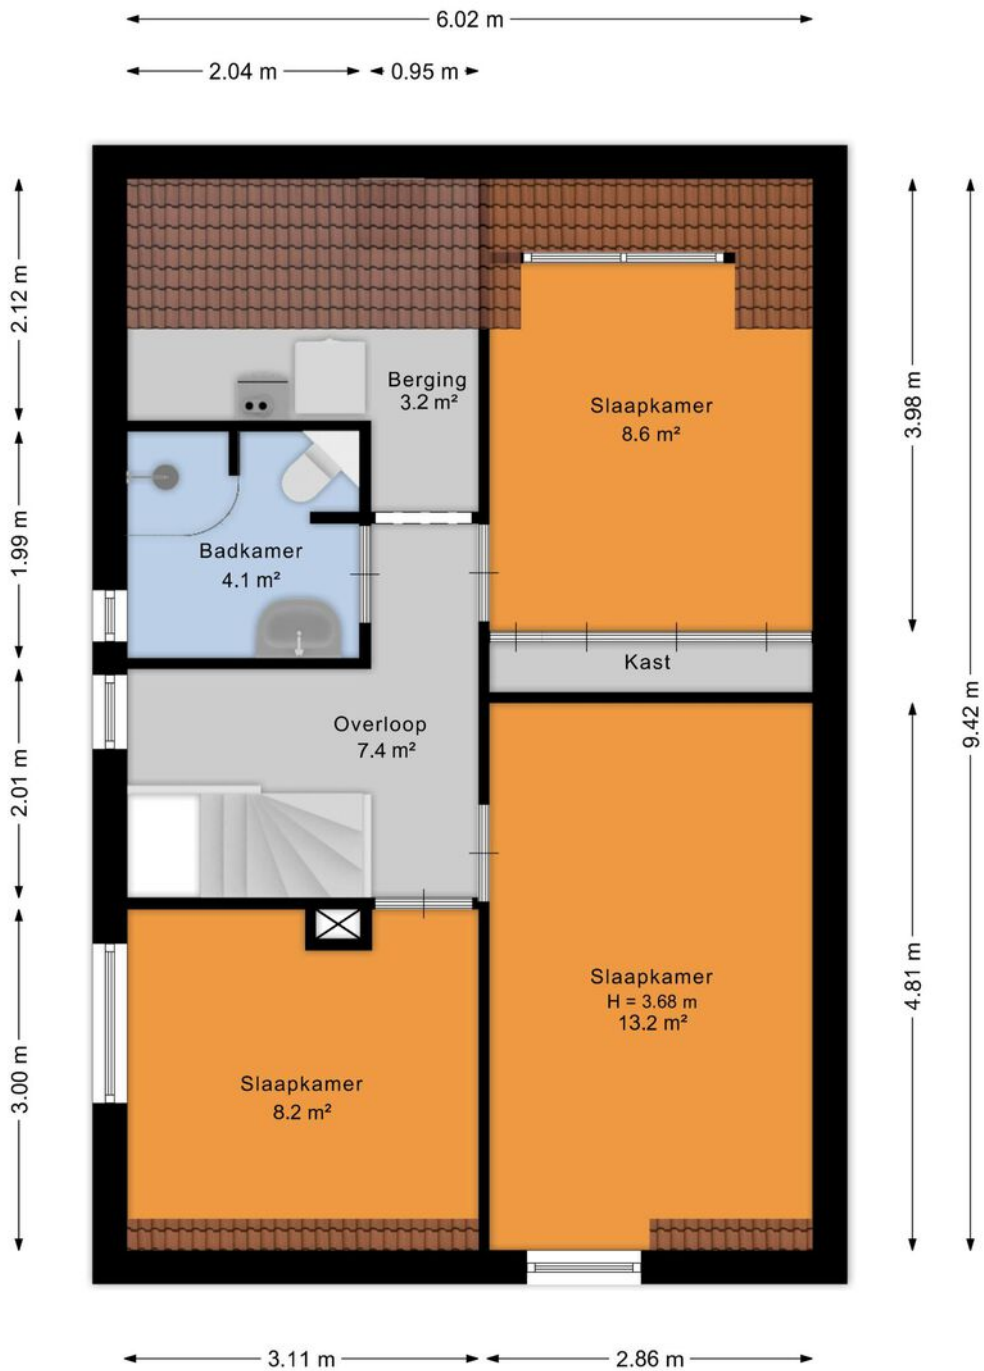 6.02 m
2.04 m
0.95 m
2.12 m
1.99 m
2.01 m
3.00 m
Berging
3.2 m²
Slaapkamer
8.6 m²
Badkamer
4.1 m²
Kast
Overloop
7.4 m²
Slaapkamer
H = 3.68 m
13.2 m²
Slaapkamer
8.2 m²
3.98 m
9.42 m
4.81 m
3.11 m
2.86 m